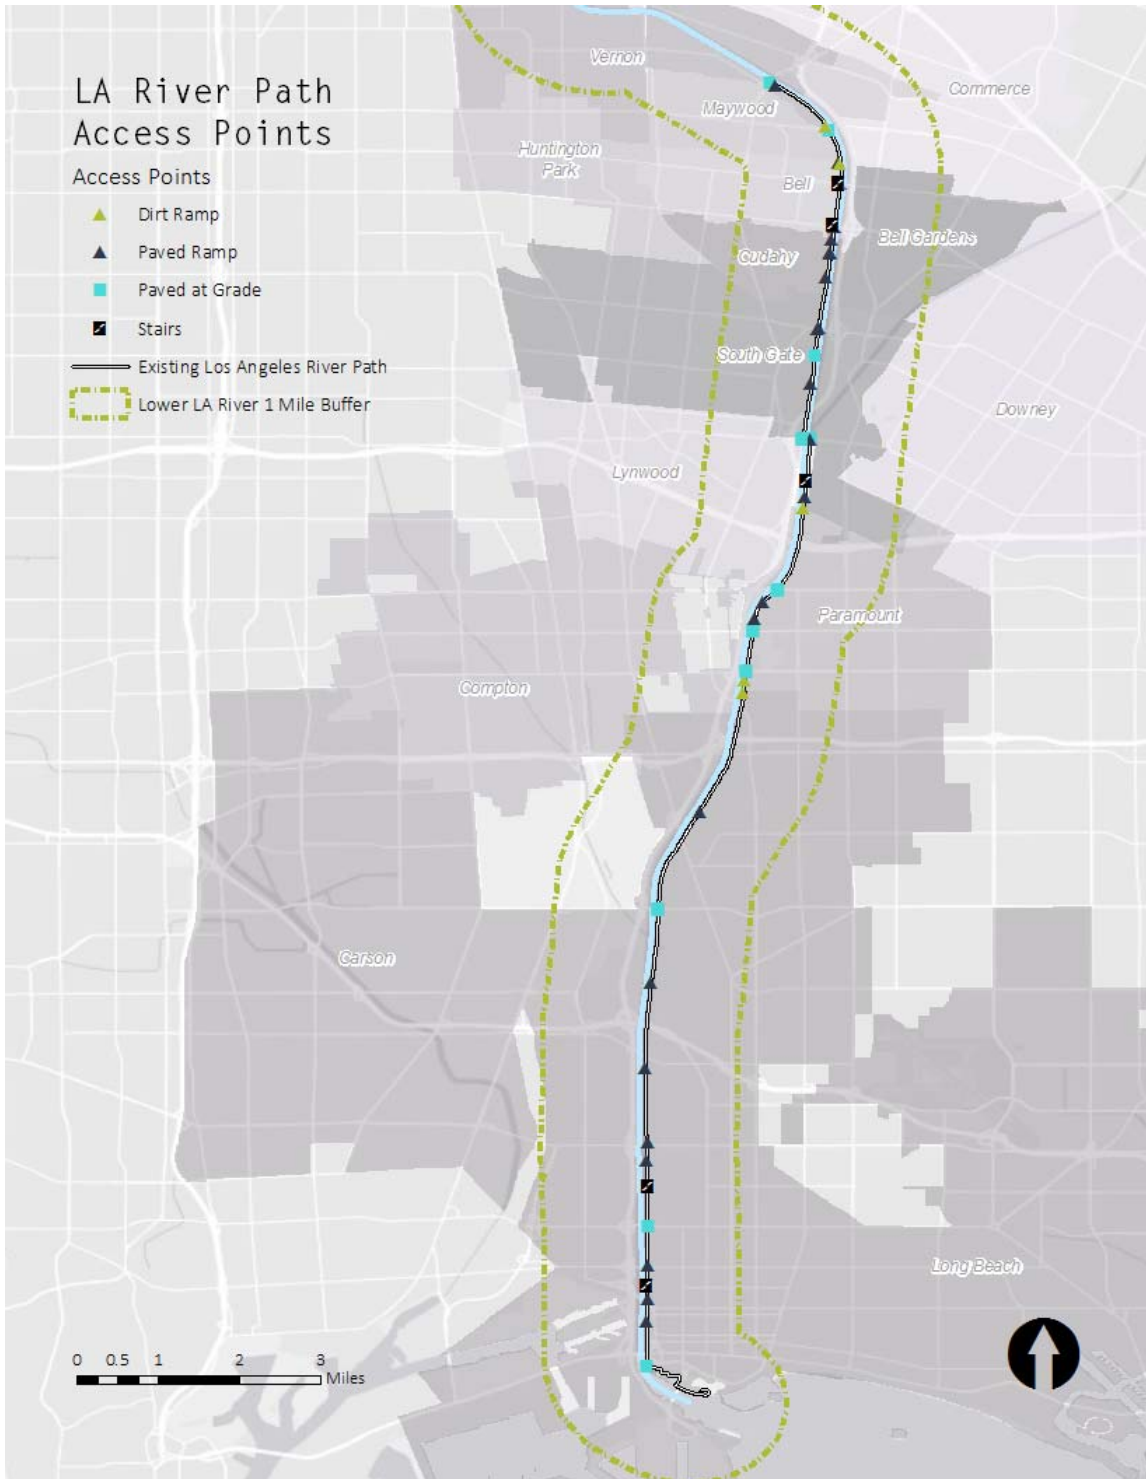 LA River Path
Access Points
Access Points
Dirt Ramp
Paved Ramp
Paved at Grade
Stairs
Existing Los Angeles River Path
Lower LA River 1 Mile Buffer
Vernon
Commerce
Maywood
Huntington
Park
Bell
Bell Gardens
Cudahy
South Gate
Downey
Lynwood
Paramount
Compton
Carson
Long Beach
0 0.5 1 2 3
Miles